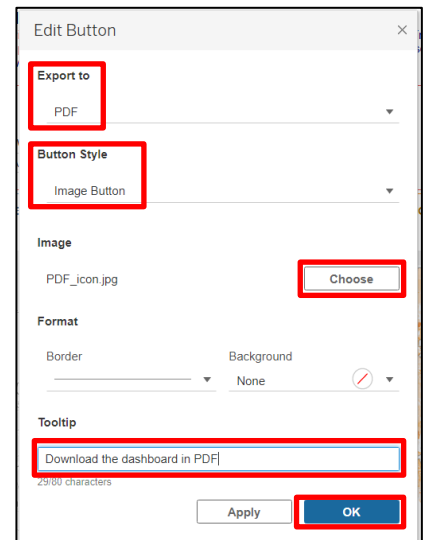 Edit Button
Export to
PDF
Button Style
Image Button
Image
PDF_icon.jpg
Choose
Format
Border
Background
None
Tooltip
Download the dashboard in PDF
29/80 characters
Apply
OK